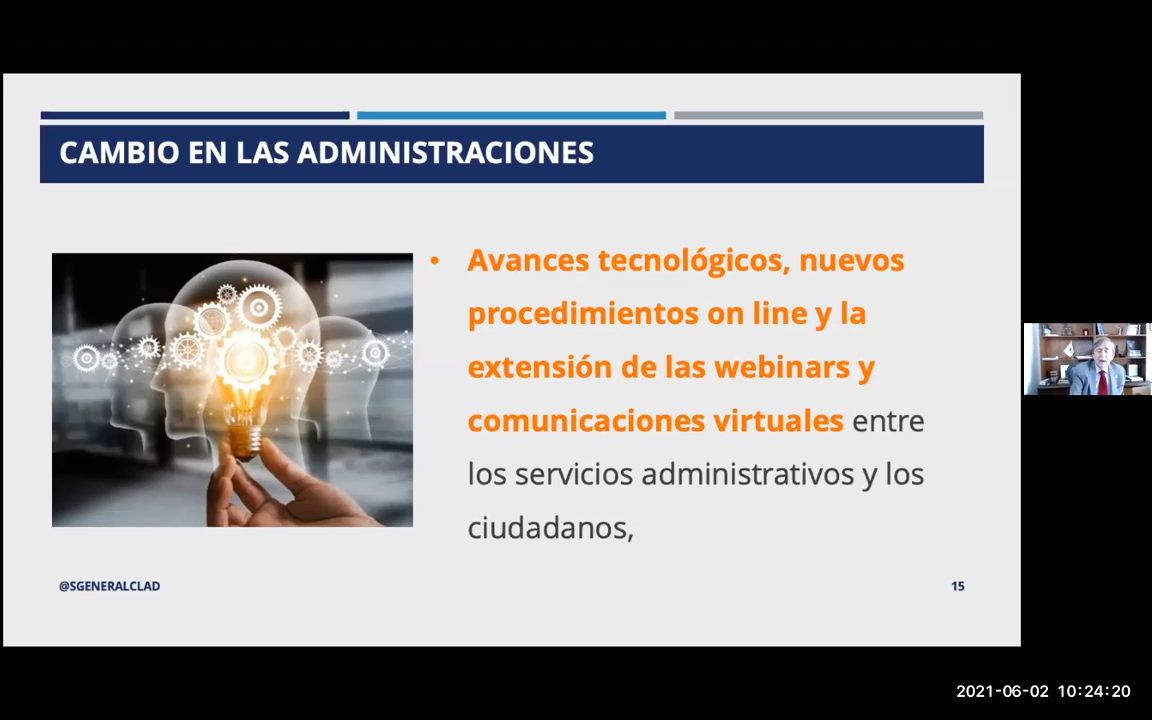 CAMBIO EN LAS ADMINISTRACIONES
• Avances tecnológicos, nuevos
procedimientos on line y la
extensión de las webinars y
comunicaciones virtuales entre
los servicios administrativos y los
ciudadanos,
@SGENERALCLAD
15
2021-06-02 10:24:20